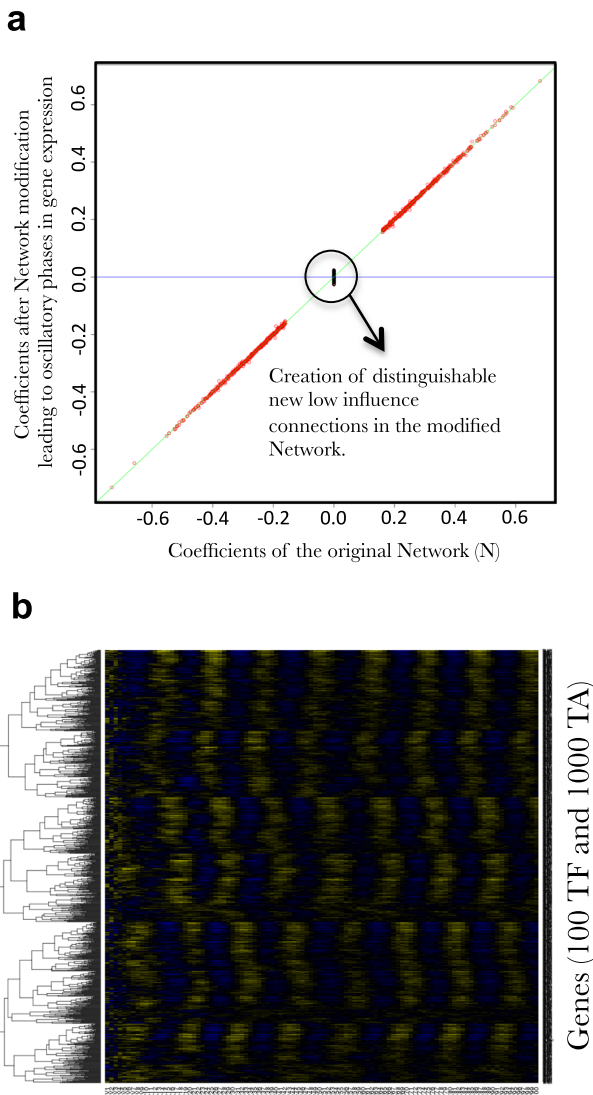 a
Coefficients after Network modification
leading to oscillatory phases in gene expression
0.6
0.4
0.2
0.0
-0.2
-0.4
-0.6
Creation of distinguishable
new low influence
connections in the modified
Network.
-0.6 -0.4 -0.2 0.0 0.2 0.4 0.6
Coefficients of the original Network (N)
b
Genes (100 TF and 1000 TA)